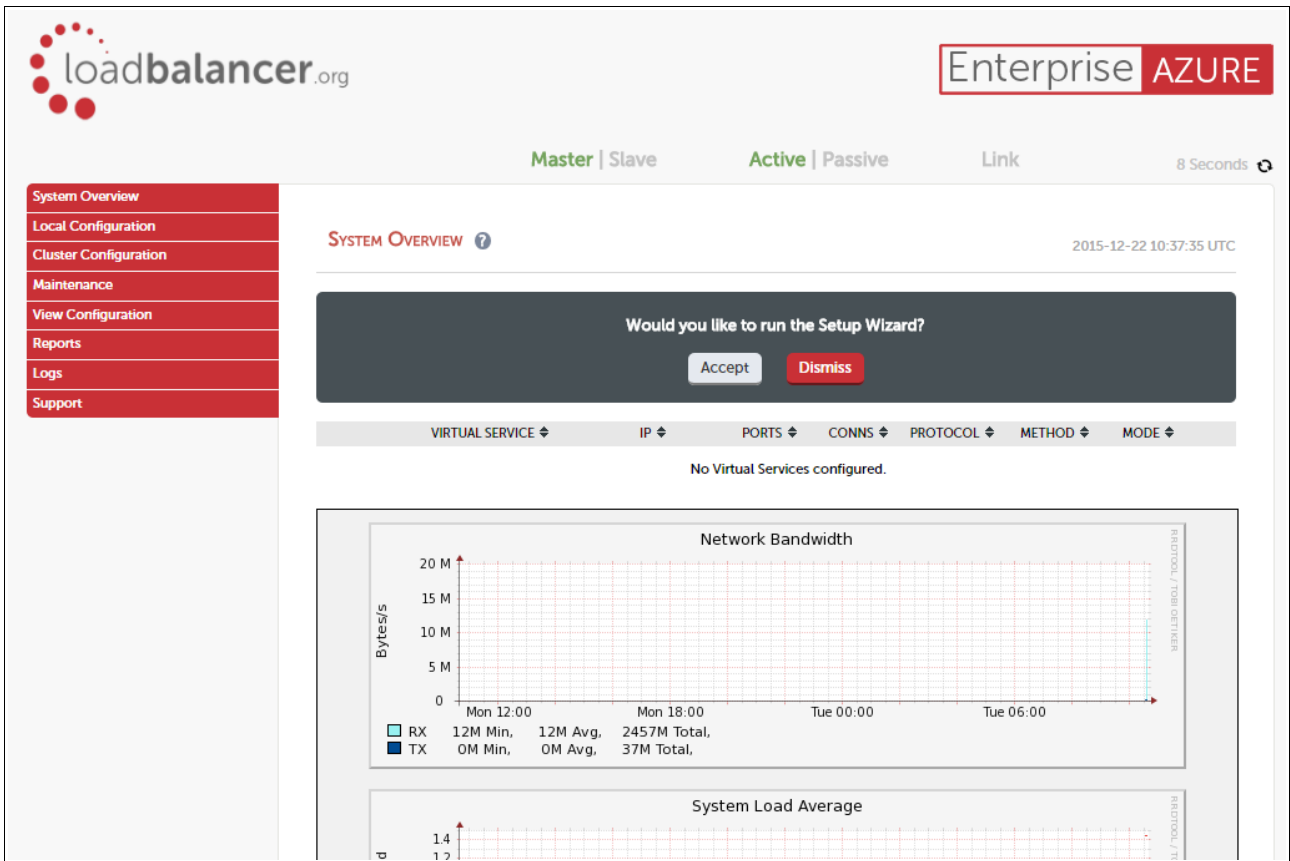 loadbalancer.org
Enterprise AZURE
Master | Slave
Active | Passive
Link
8 Seconds
System Overview
Local Configuration
Cluster Configuration
Maintenance
View Configuration
Reports
Logs
Support
SYSTEM OVERVIEW ?
2015-12-22 10:37:35 UTC
Would you like to run the Setup Wizard?
Accept
Dismiss
VIRTUAL SERVICE IP PORTS CONNS PROTOCOL METHOD MODE
No Virtual Services configured.
Network Bandwidth
RRDTOOL / TOBI OETIKER
Bytes/s
20 M
15 M
10 M
5 M
0
Mon 12:00 Mon 18:00 Tue 00:00 Tue 06:00
RX 12M Min, 12M Avg, 2457M Total,
TX 0M Min, 0M Avg, 37M Total,
System Load Average
RRDTOOL /
1.4
1.2